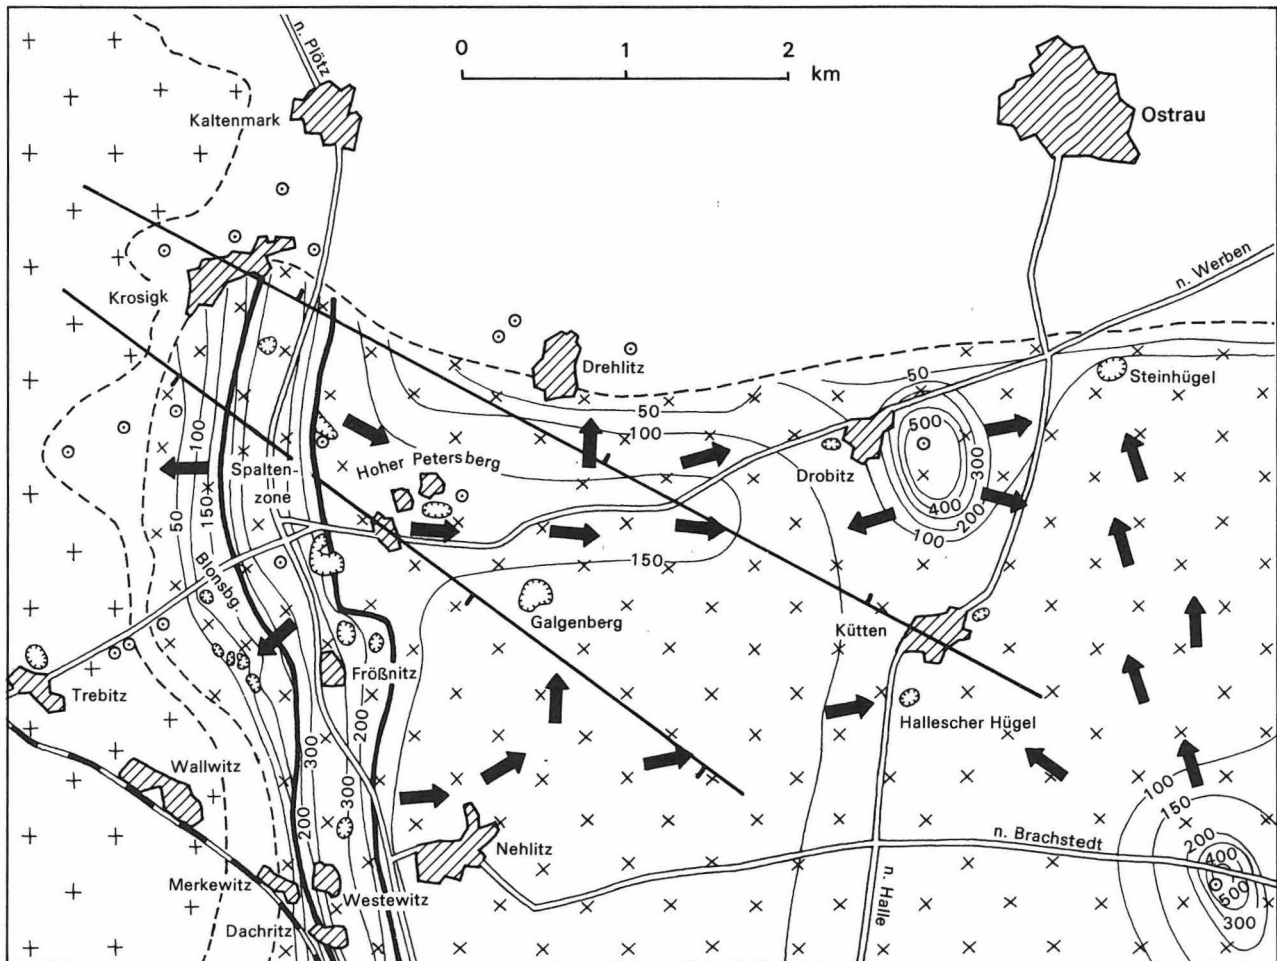 n. Plötz
0 1 2
km
Kaltenmark
Ostrau
n. Werben
Krosigk
Drehlitz
Steinhügel
50
50
100
500
300
100
Spalten-
zone
Hoher Petersberg
Drobitz
400
200
50
150
100
150
Blonsbg.
Galgenberg
Kütten
Trebitz
Frößnitz
Hallescher Hügel
200
Wallwitz
300
300
100
150
200
Nehlitz
n. Brachstedt
200
400
500
300
Merkewitz
Westewitz
n. Halle
Dachritz